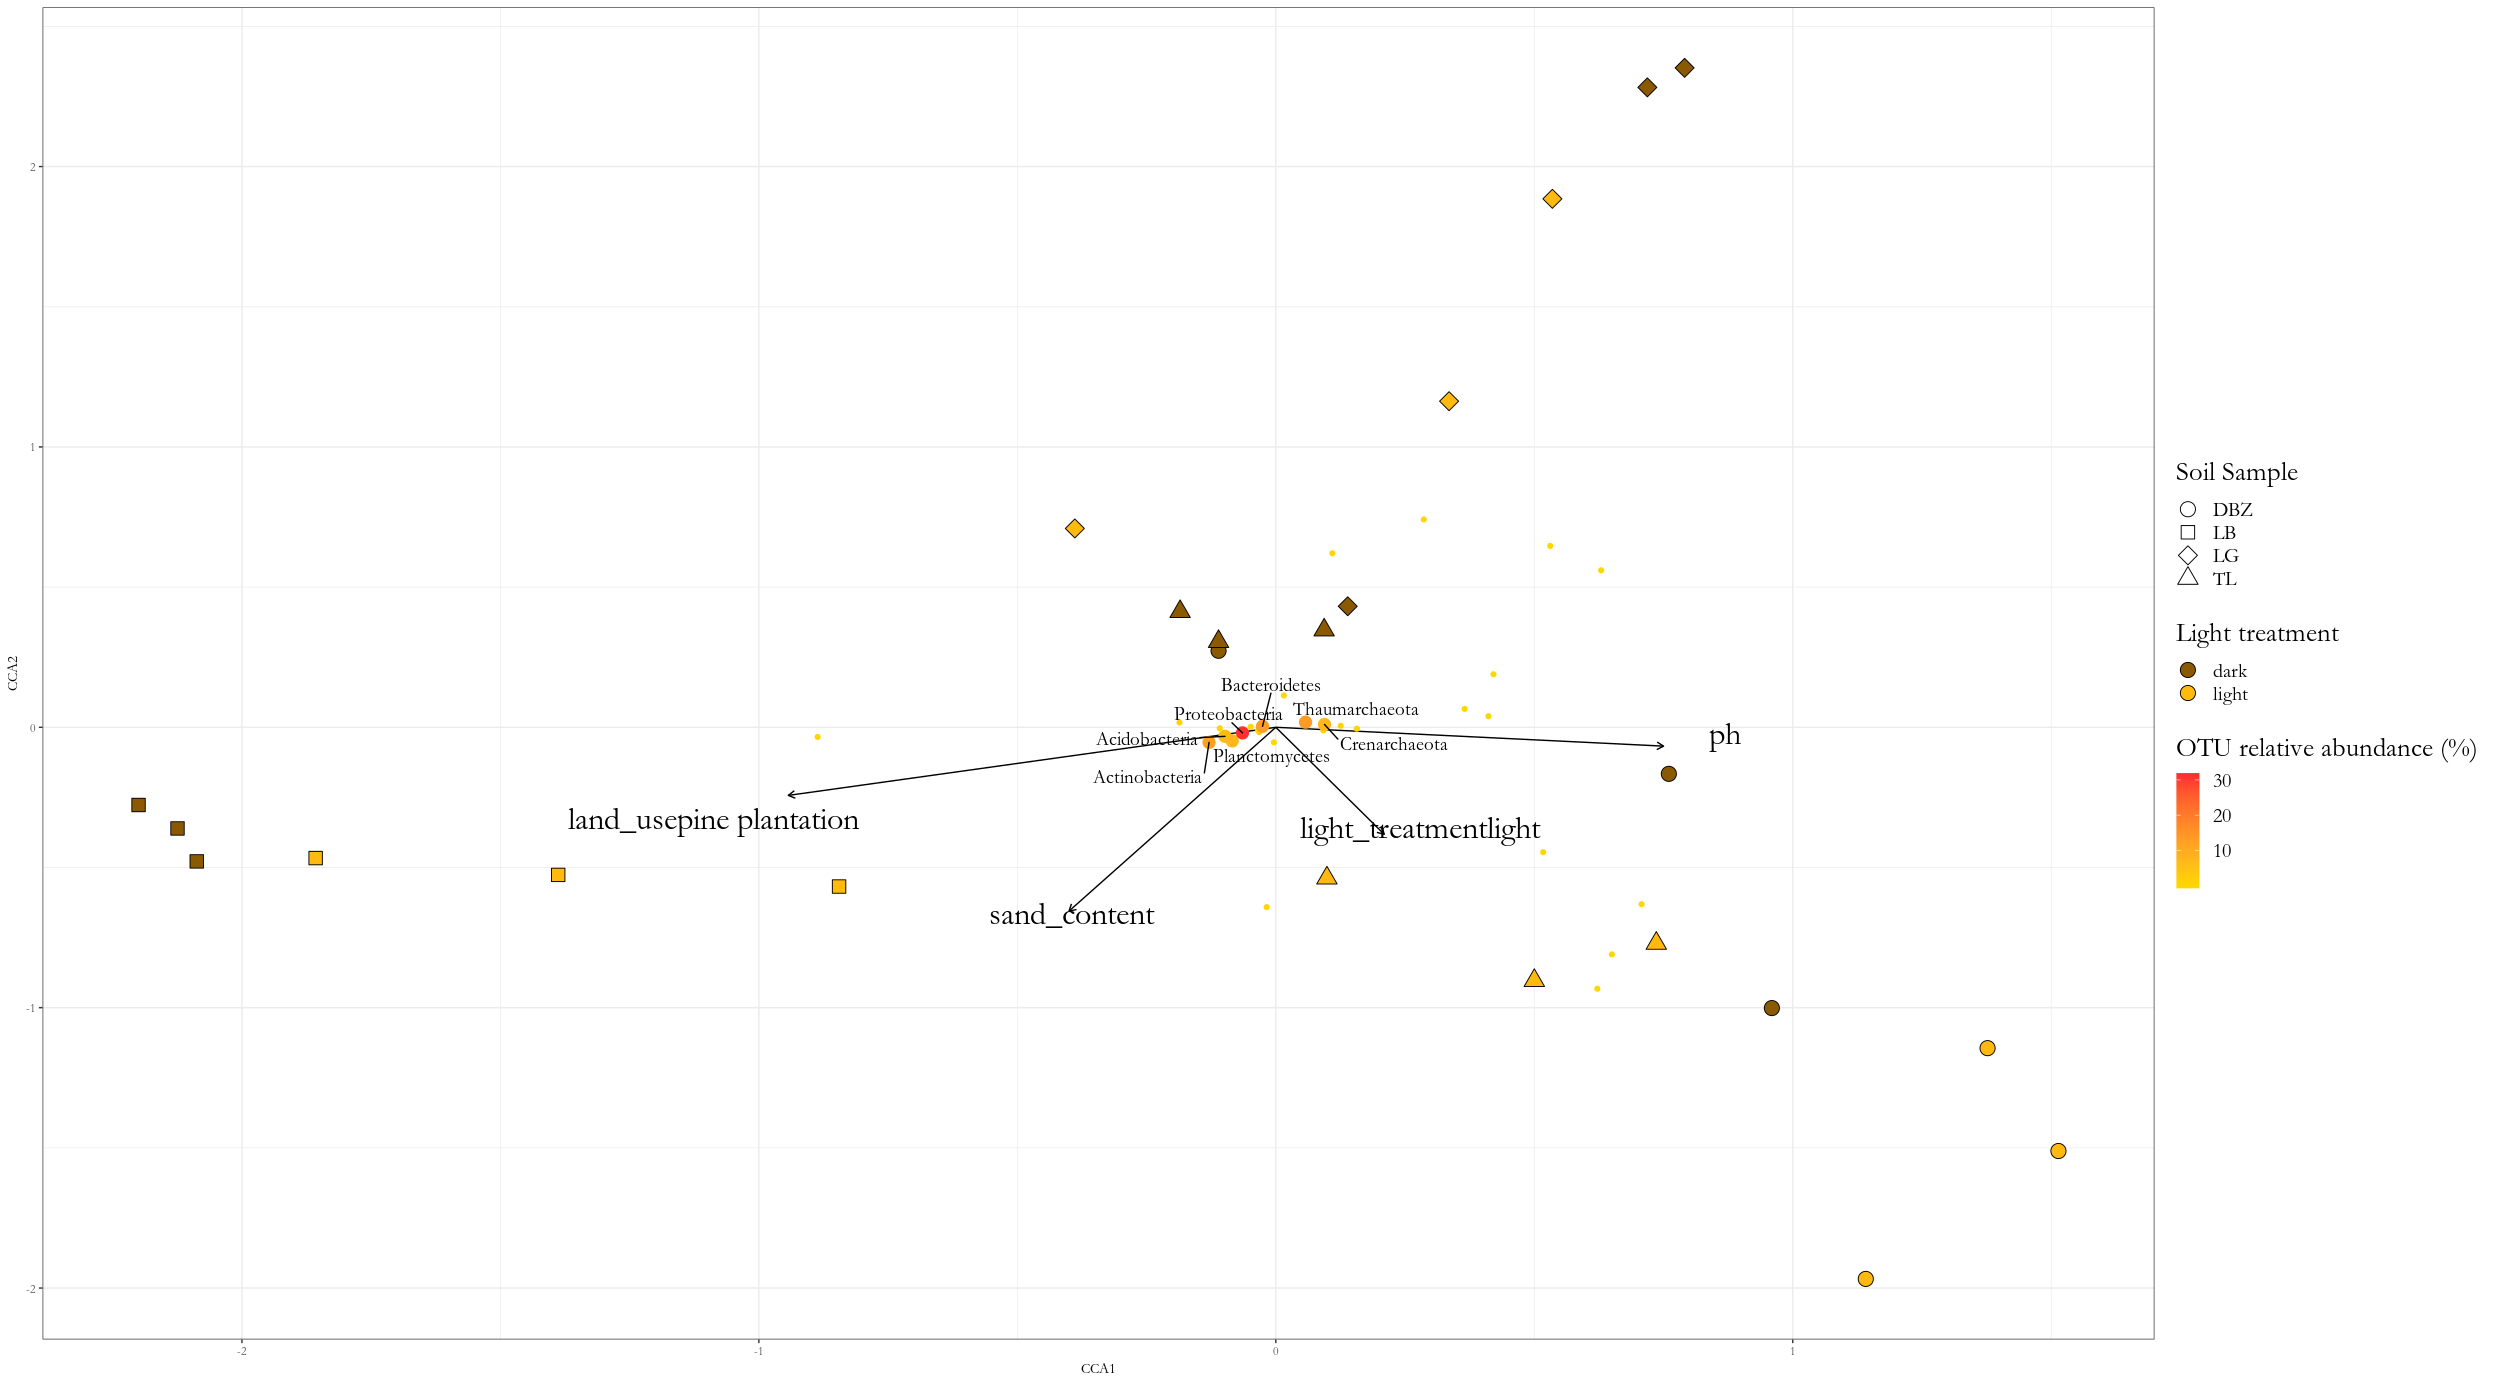 2
1
0
-1
-2
CCA2
-2
-1
0
1
CCA1
Bacteroidetes
Thaumarchaeota
Proteobacteria
Acidobacteria
Crenarchaeota
Planctomycetes
Actinobacteria
ph
land_usepine plantation
light_treatmentlight
sand_content
Soil Sample
DBZ
LB
LG
TL
Light treatment
dark
light
OTU relative abundance (%)
30
20
10